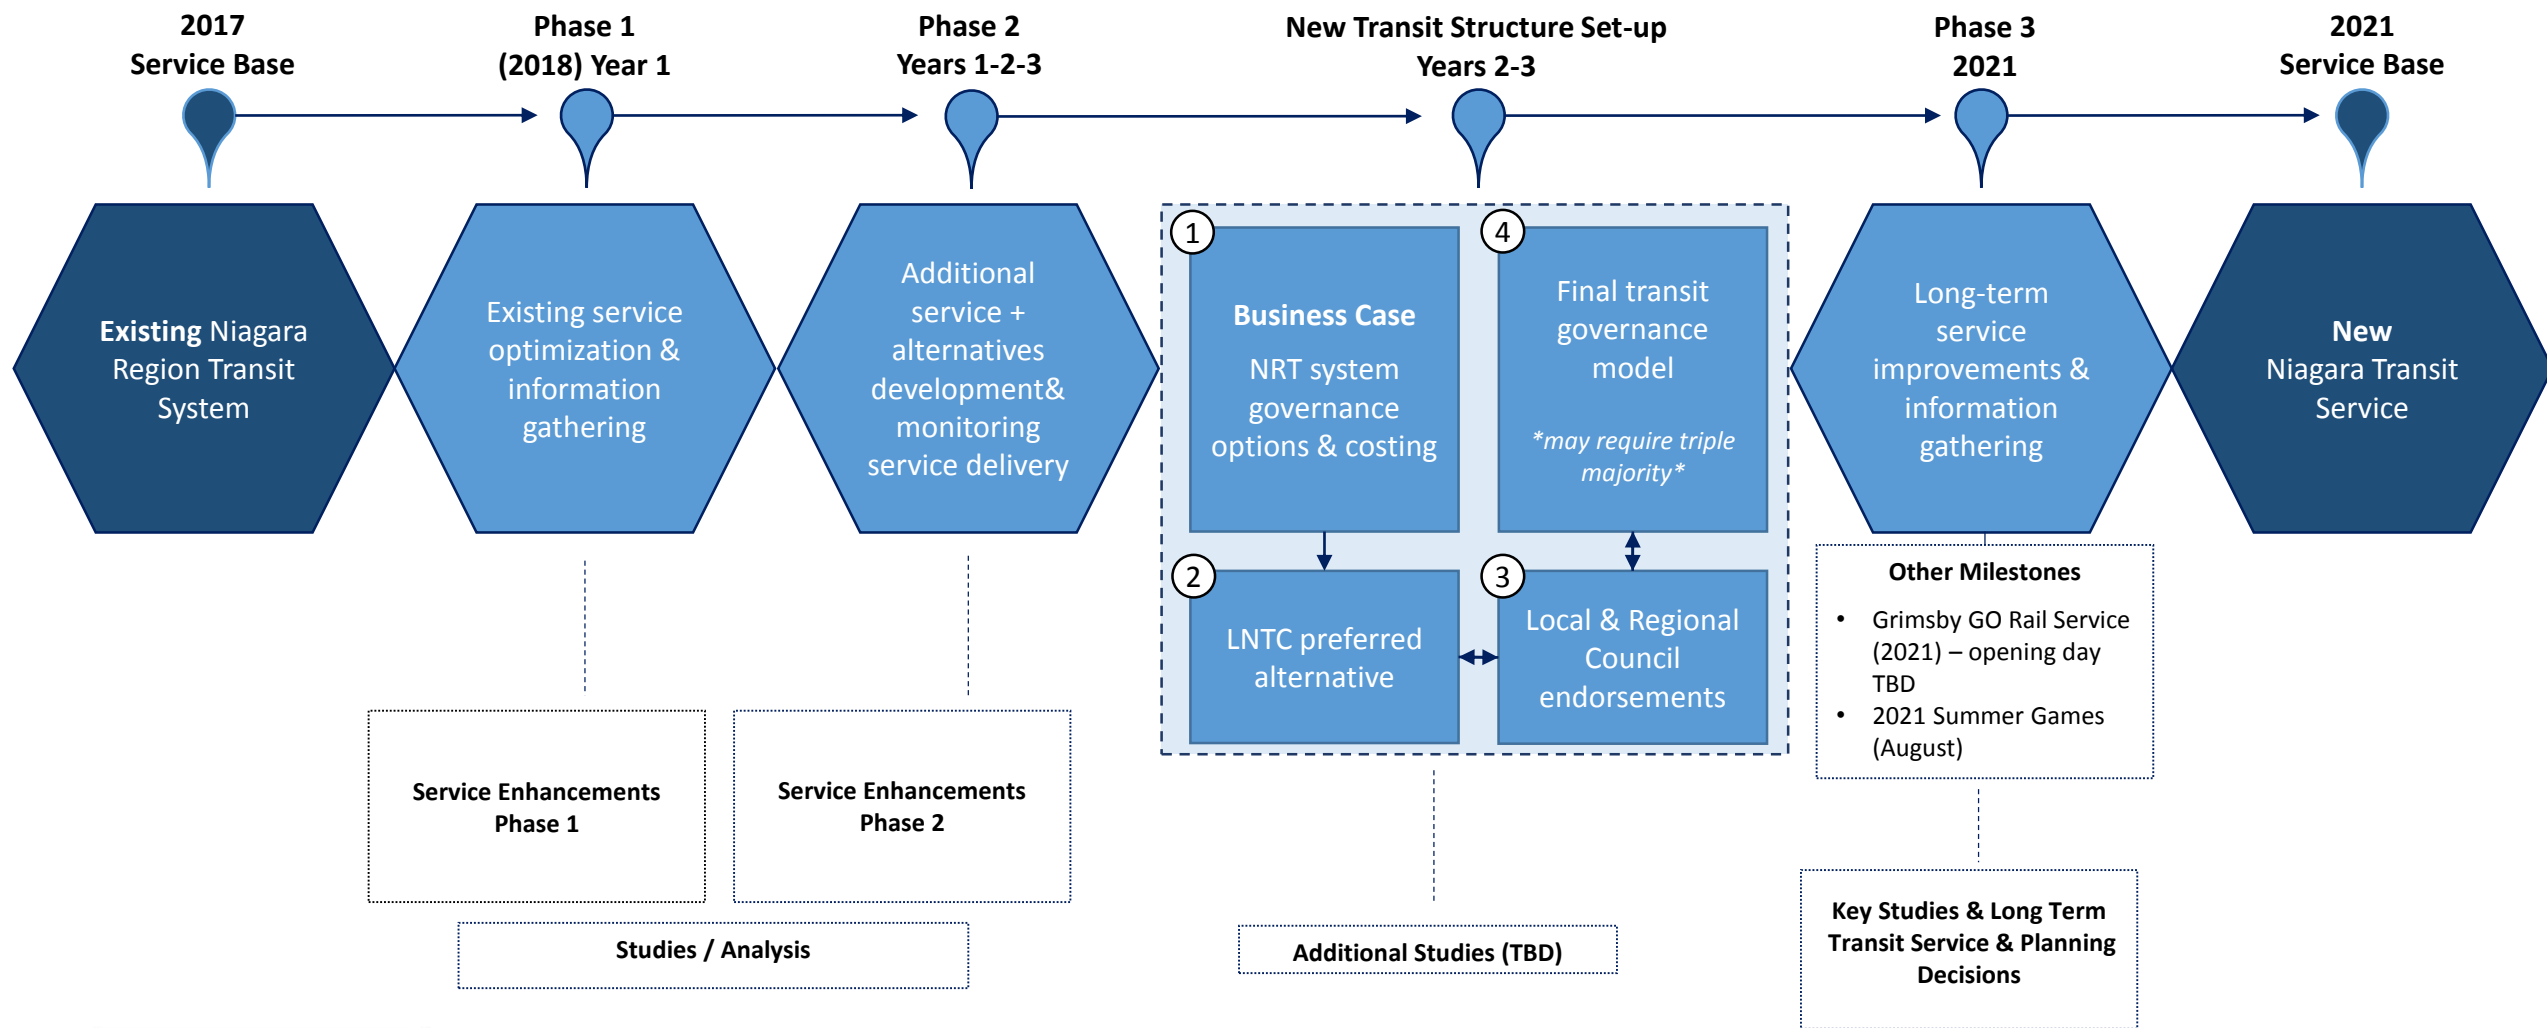 2017
Service Base
Phase 1
(2018) Year 1
Phase 2
Years 1-2-3
New Transit Structure Set-up
Years 2-3
Phase 3
2021
2021
Service Base
Existing Niagara
Region Transit
System
Existing service
optimization &
information
gathering
Additional
service +
alternatives
development&
monitoring
service delivery
1
Business Case
NRT system
governance
options & costing
2
LNTC preferred
alternative
3
Local & Regional
Council
endorsements
4
Final transit
governance
model
*may require triple
majority*
Long-term
service
improvements &
information
gathering
New
Niagara Transit
Service
Other Milestones
• Grimsby GO Rail Service
(2021) – opening day
TBD
• 2021 Summer Games
(August)
Service Enhancements
Phase 1
Service Enhancements
Phase 2
Studies / Analysis
Additional Studies (TBD)
Key Studies & Long Term
Transit Service & Planning
Decisions